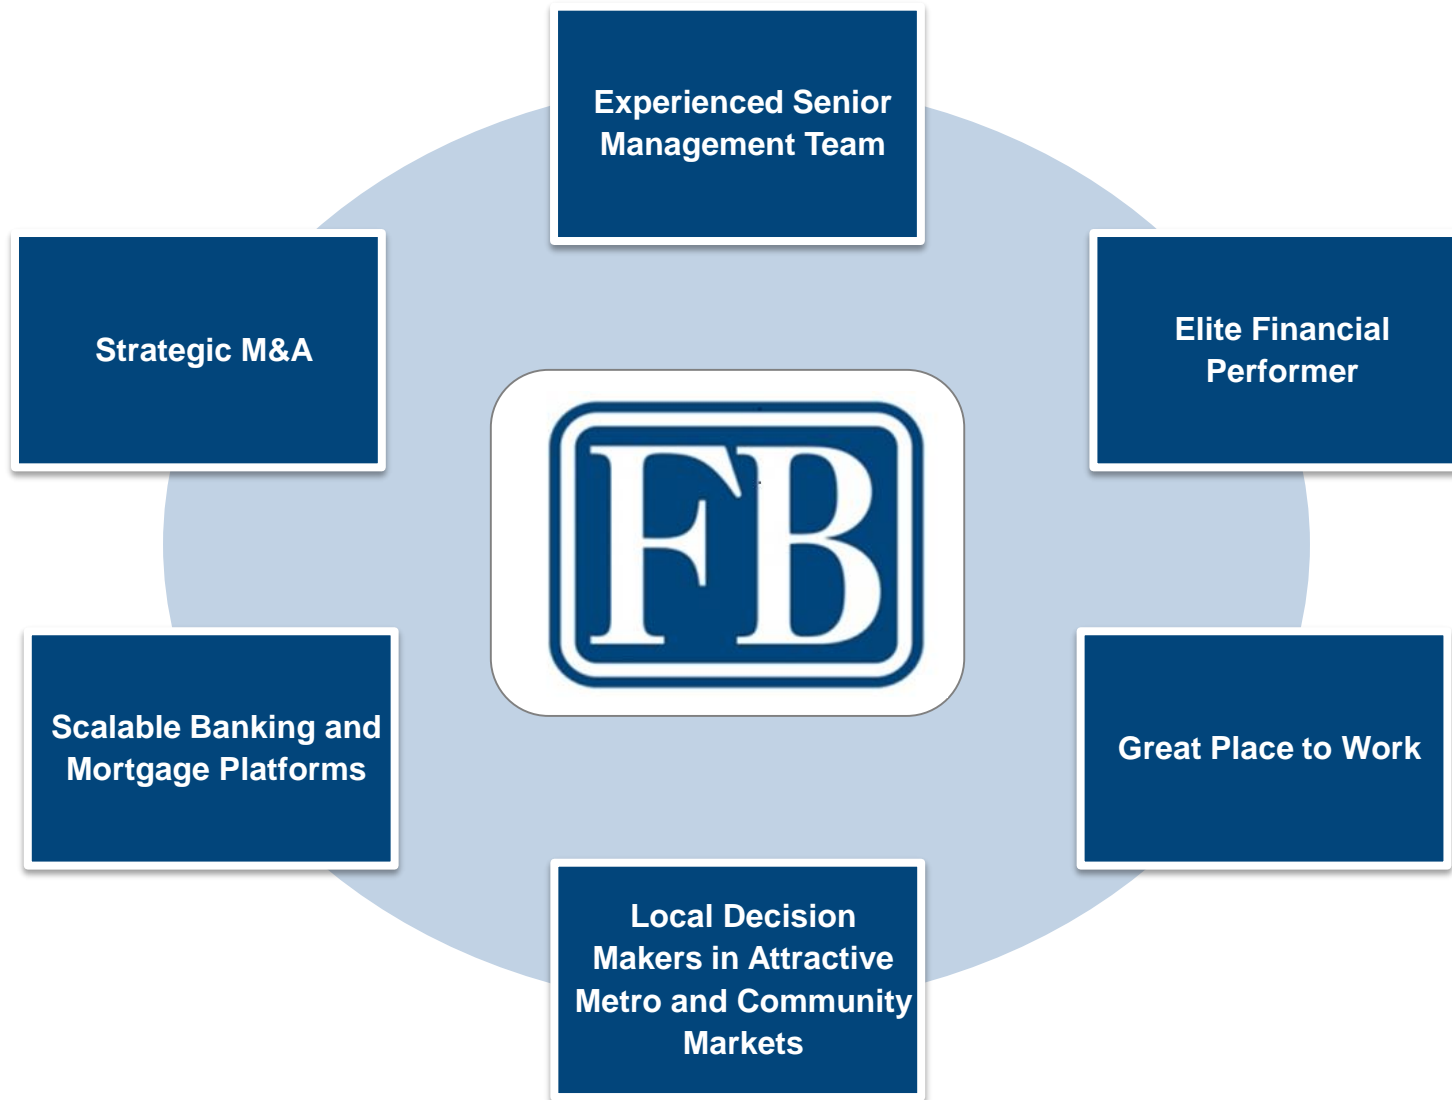 Experienced Senior
Management Team
Strategic M&A
Elite Financial
Performer
FB
Scalable Banking and
Mortgage Platforms
Great Place to Work
Local Decision
Makers in Attractive
Metro and Community
Markets